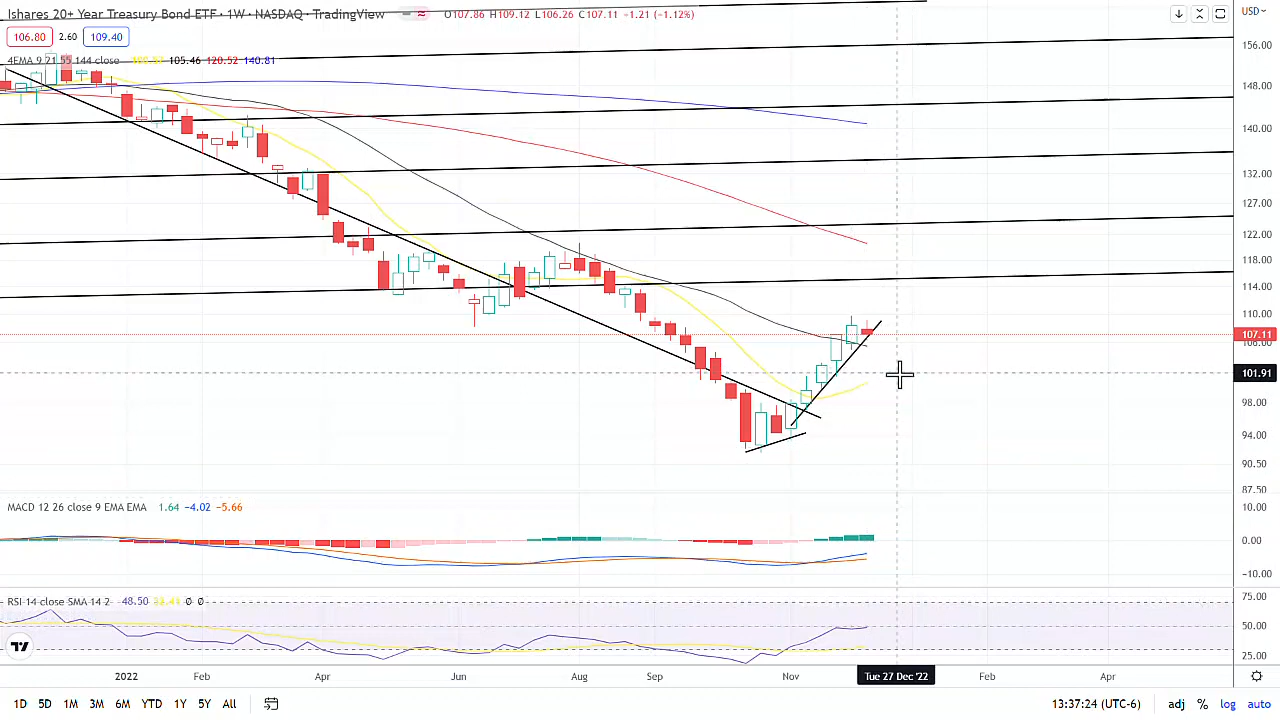 Ishares 20+ Year Treasury Bond ETF · 1W · NASDAQ · TradingView O107.86 H109.12 L106.26 C107.11 −1.21 (−1.12%)
USD
106.80 2.60 109.40
4EMA 9 21 55 144 close 105.46 120.52 140.81
156.00
148.00
140.00
132.00
127.00
122.00
118.00
114.00
110.00
107.11
106.00
101.91
98.00
94.00
90.50
87.50
MACD 12 26 close 9 EMA EMA 1.64 −4.02 −5.66
10.00
0.00
−10.00
RSI 14 close SMA 14 2 48.50 Ø Ø
75.00
50.00
25.00
2022 Feb Apr Jun Aug Sep Nov Tue 27 Dec '22 Feb Apr
1D 5D 1M 3M 6M YTD 1Y 5Y All 13:37:24 (UTC-6) adj % log auto